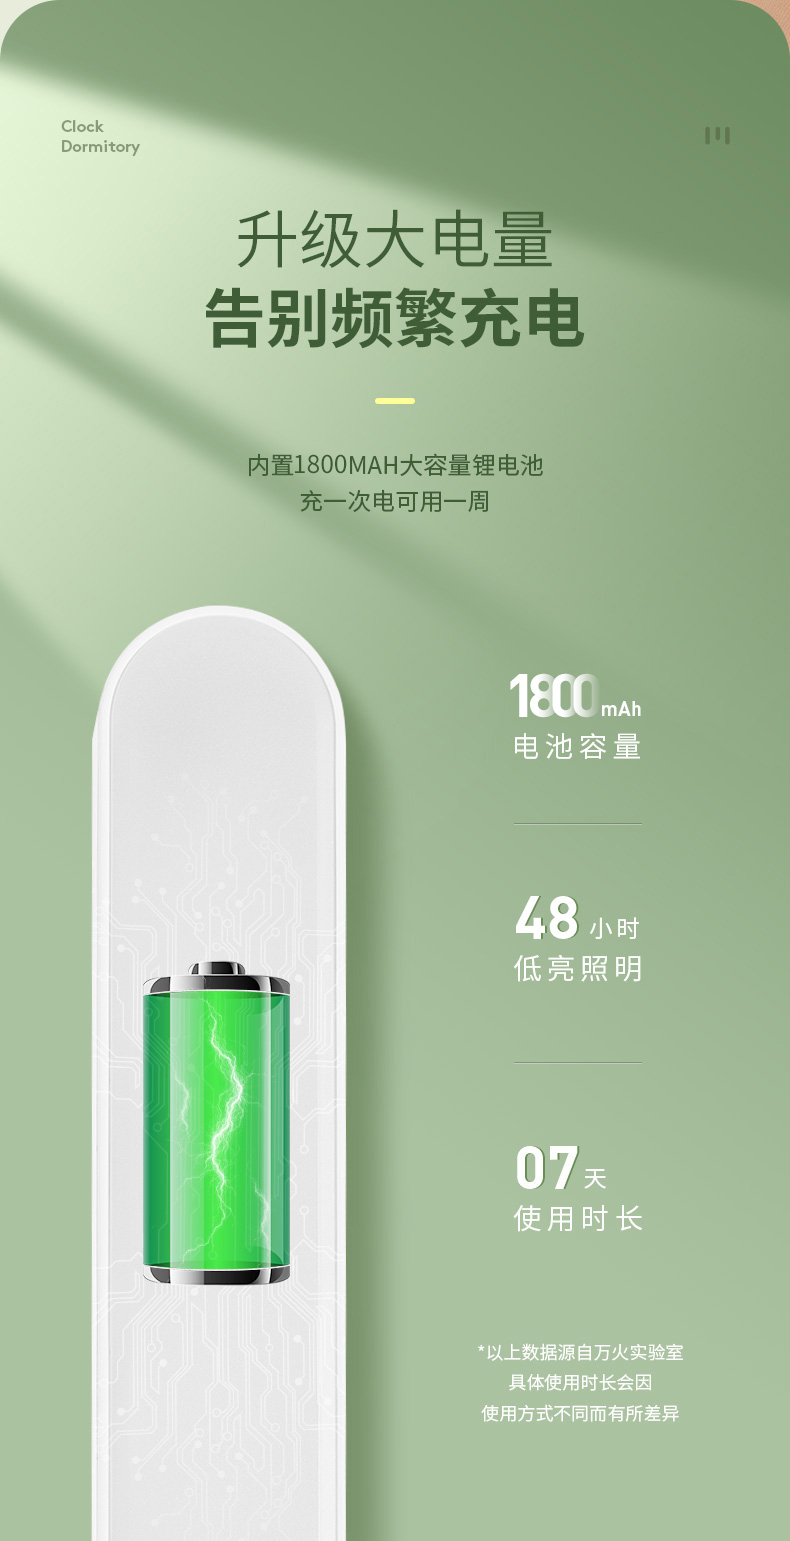 Clock
Dormitory
升级大电量
告别频繁充电
内置1800MAH大容量锂电池
充一次电可用一周
1800mAh
电池容量
48 小时
低亮照明
07天
使用时长
*以上数据源自万火实验室
具体使用时长会因
使用方式不同而有所差异